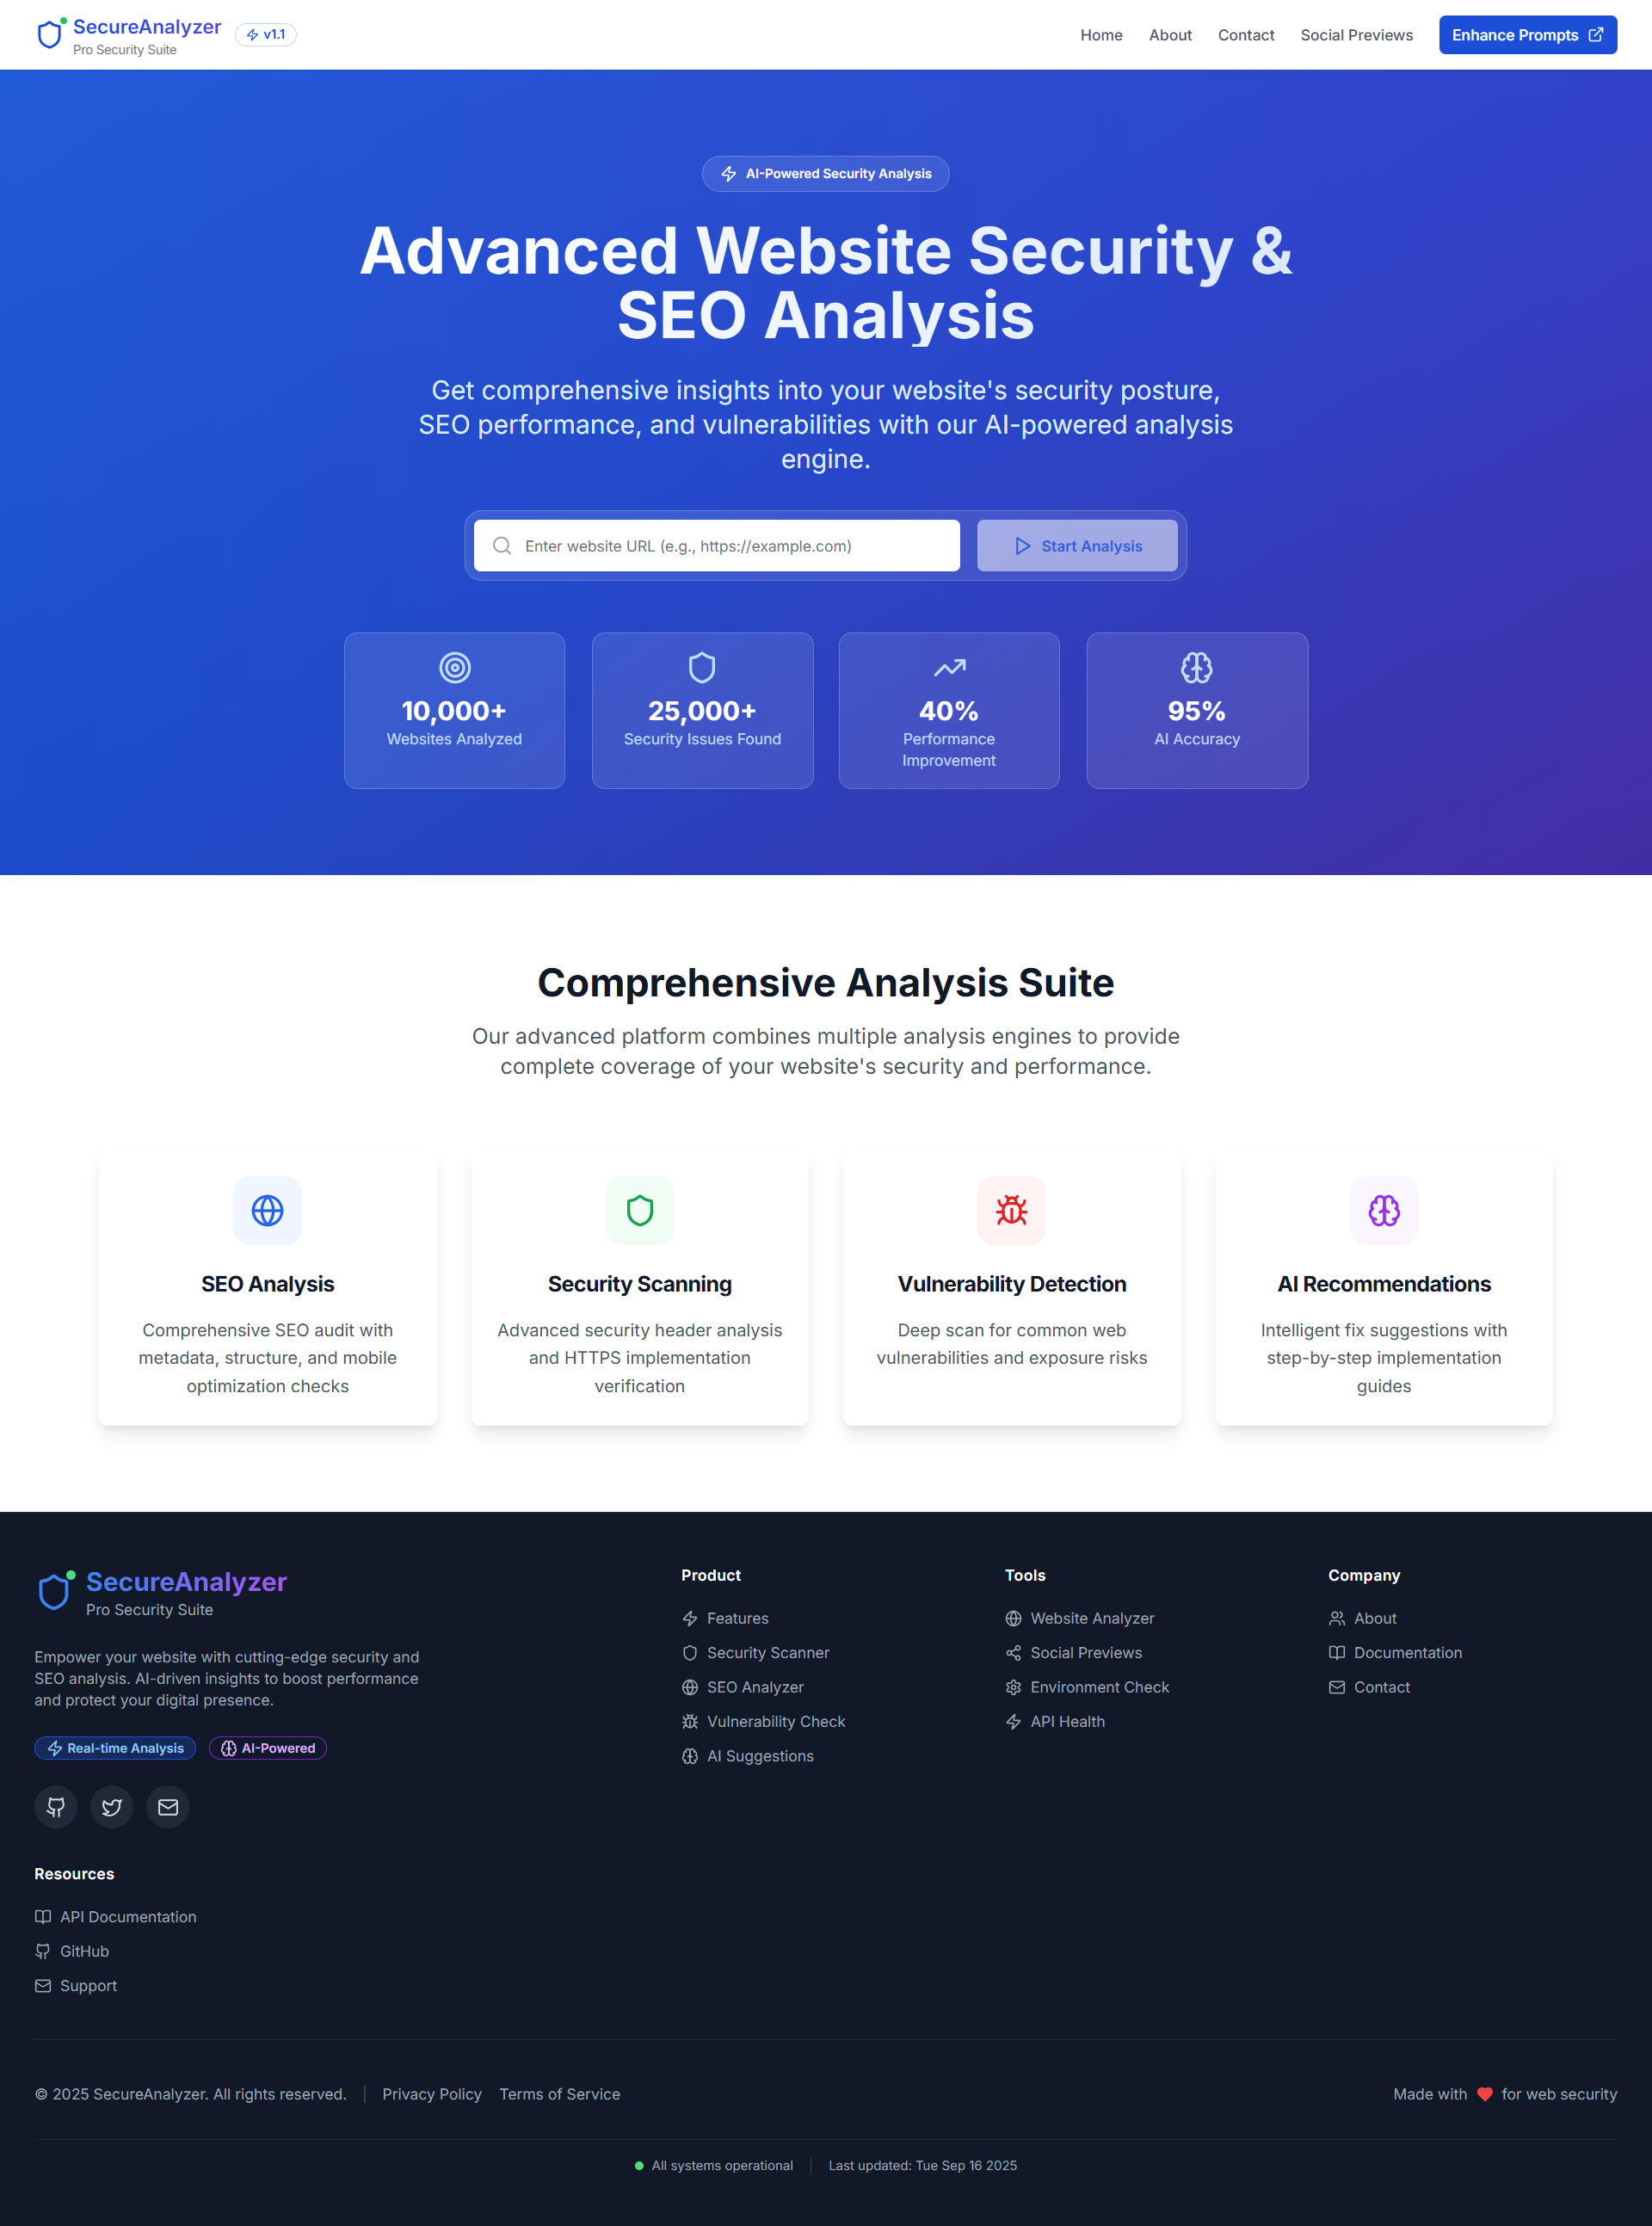 SecureAnalyzer
Pro Security Suite
v1.1
Home
About
Contact
Social Previews
Enhance Prompts
AI-Powered Security Analysis
Advanced Website Security &
SEO Analysis
Get comprehensive insights into your website's security posture,
SEO performance, and vulnerabilities with our AI-powered analysis
engine.
Enter website URL (e.g., https://example.com)
Start Analysis
10,000+
Websites Analyzed
25,000+
Security Issues Found
40%
Performance
Improvement
95%
AI Accuracy
Comprehensive Analysis Suite
Our advanced platform combines multiple analysis engines to provide
complete coverage of your website's security and performance.
SEO Analysis
Comprehensive SEO audit with
metadata, structure, and mobile
optimization checks
Security Scanning
Advanced security header analysis
and HTTPS implementation
verification
Vulnerability Detection
Deep scan for common web
vulnerabilities and exposure risks
AI Recommendations
Intelligent fix suggestions with
step-by-step implementation
guides
SecureAnalyzer
Pro Security Suite
Empower your website with cutting-edge security and
SEO analysis. AI-driven insights to boost performance
and protect your digital presence.
Real-time Analysis
AI-Powered
Product
Features
Security Scanner
SEO Analyzer
Vulnerability Check
AI Suggestions
Tools
Website Analyzer
Social Previews
Environment Check
API Health
Company
About
Documentation
Contact
Resources
API Documentation
GitHub
Support
© 2025 SecureAnalyzer. All rights reserved.
Privacy Policy
Terms of Service
Made with
for web security
All systems operational
Last updated: Tue Sep 16 2025